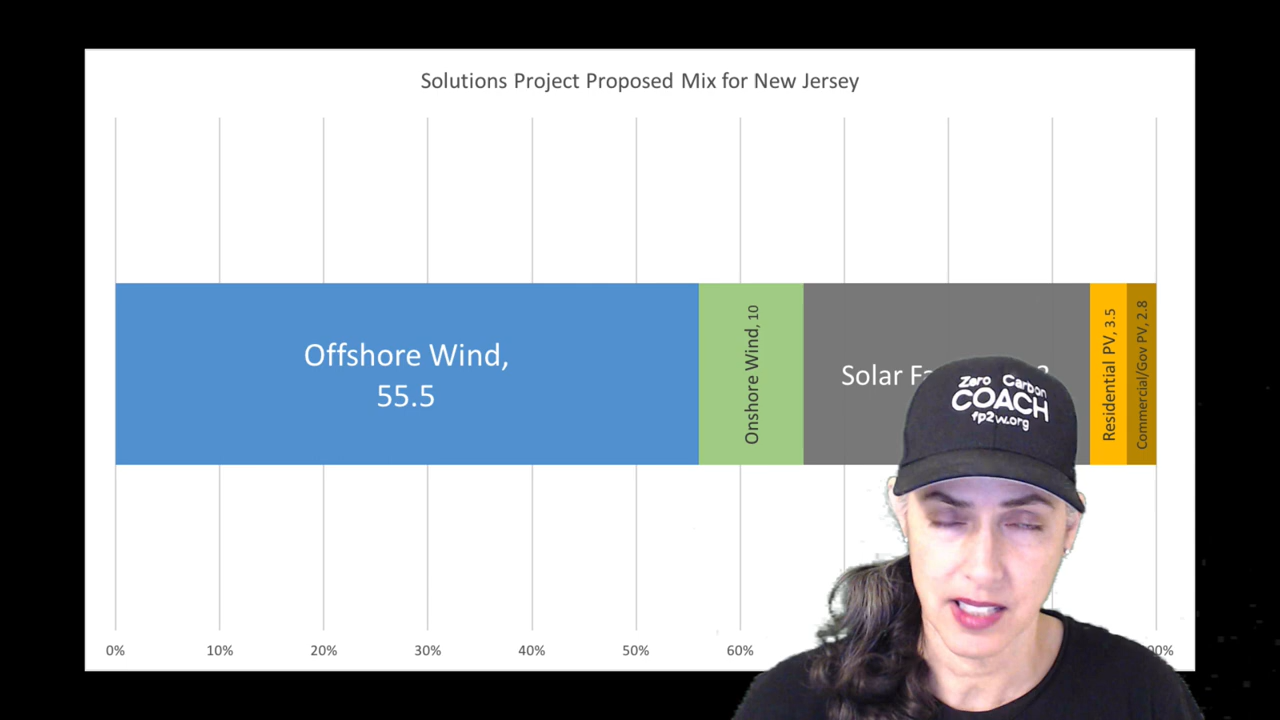 Solutions Project Proposed Mix for New Jersey
Offshore Wind,
55.5
Onshore Wind, 10
Solar
Residential PV, 3.5
Commercial/Gov PV, 2.8
Zero Carbon
COACH
fp2w.org
0%
10%
20%
30%
40%
50%
60%